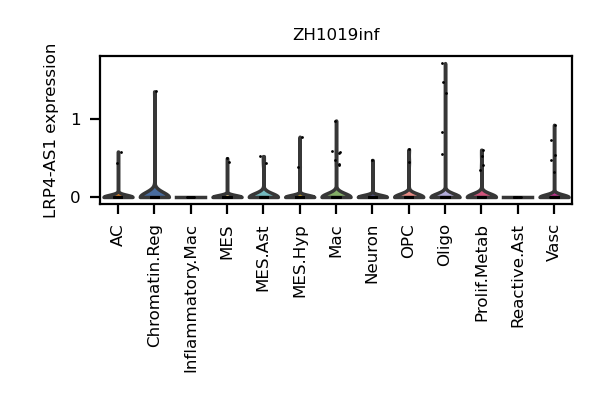 ZH1019inf
LRP4-AS1 expression
1
0
AC
Chromatin.Reg
Inflammatory.Mac
MES
MES.Ast
MES.Hyp
Mac
Neuron
OPC
Oligo
Prolif.Metab
Reactive.Ast
Vasc